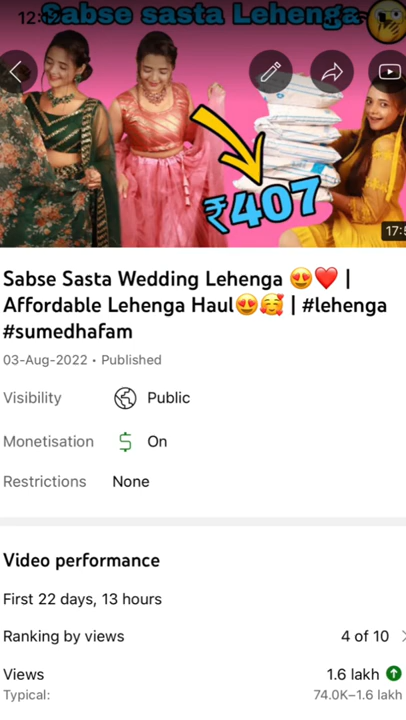 Sabse sasta Lehenga
₹407
Sabse Sasta Wedding Lehenga 😍❤️ |
Affordable Lehenga Haul😍🥰 | #lehenga
#sumedhafam
03-Aug-2022 • Published
Visibility Public
Monetisation $ On
Restrictions None
Video performance
First 22 days, 13 hours
Ranking by views 4 of 10
Views 1.6 lakh
Typical: 74.0K–1.6 lakh